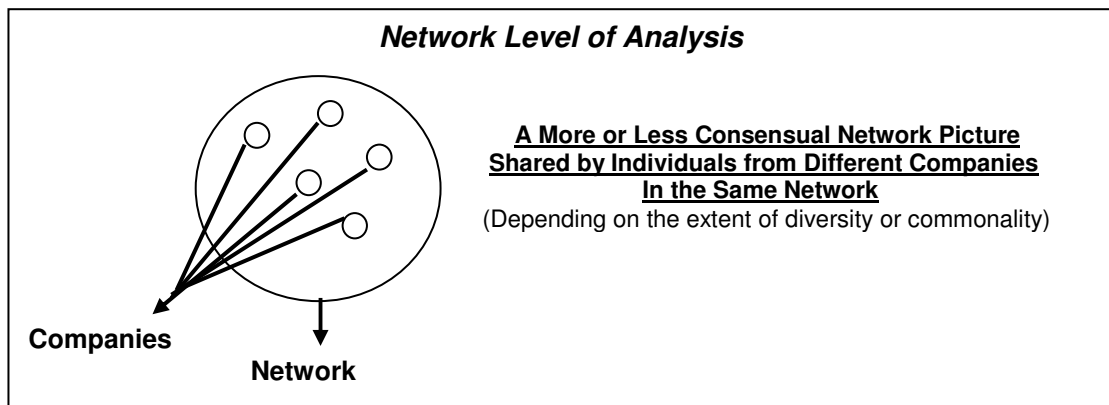 Network Level of Analysis
A More or Less Consensual Network Picture
Shared by Individuals from Different Companies
In the Same Network
(Depending on the extent of diversity or commonality)
Companies
Network